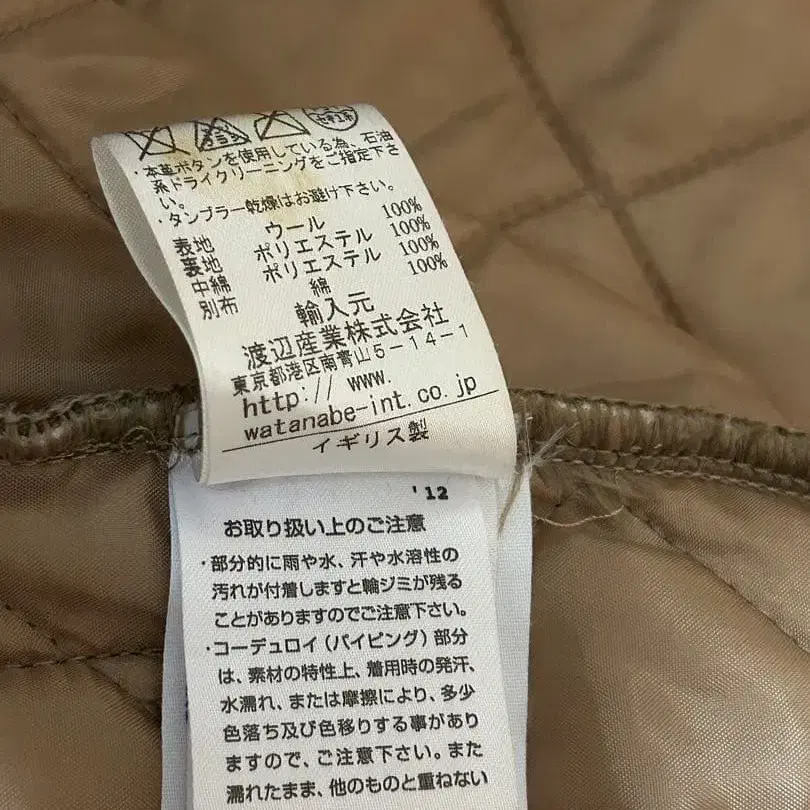 セキユ系
・本革ボタンを使用している為、石油
系ドライクリーニングをご指定下さ
い。
・タンブラー乾燥はお避け下さい。
表地 ウール 100%
裏地 ポリエステル 100%
中綿 ポリエステル 100%
別布 綿 100%
輸入元
渡辺産業株式会社
東京都港区南青山5-14-1
http:// www.
watanabe-int.co.jp
イギリス製
'12
お取り扱い上のご注意
・部分的に雨や水、汗や水溶性の
汚れが付着しますと輪ジミが残る
ことがありますのでご注意下さい。
・コーデュロイ(パイピング)部分
は、素材の特性上、着用時の発汗、
水濡れ、または摩擦により、多少
色落ち及び色移りする事があり
ますので、ご注意下さい。また
濡れたまま、他のものと重ねない